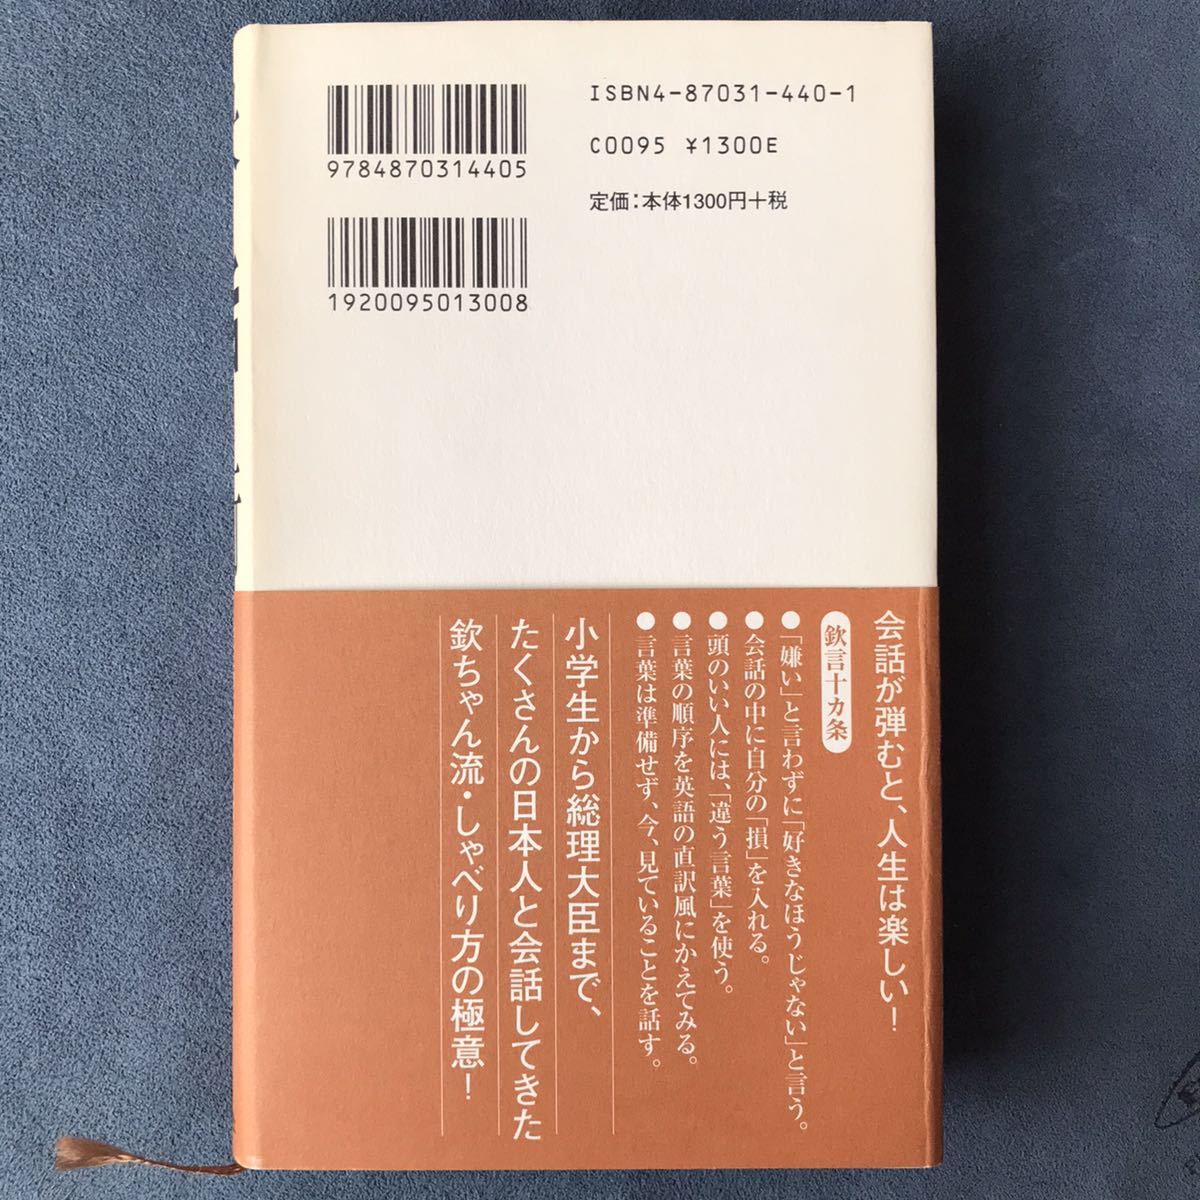 ISBN4-87031-440-1
C0095 ¥1300E
定価：本体1300円＋税
9784870314405
1920095013008
会話が弾むと、人生は楽しい！
欽言十カ条
●「嫌い」と言わずに「好きなほうじゃない」と言う。
●会話の中に自分の「損」を入れる。
●頭のいい人には、「違う言葉」を使う。
●言葉の順序を英語の直訳風にかえてみる。
●言葉は準備せず、今、見ていることを話す。
小学生から総理大臣まで、
たくさんの日本人と会話してきた
欽ちゃん流・しゃべり方の極意！